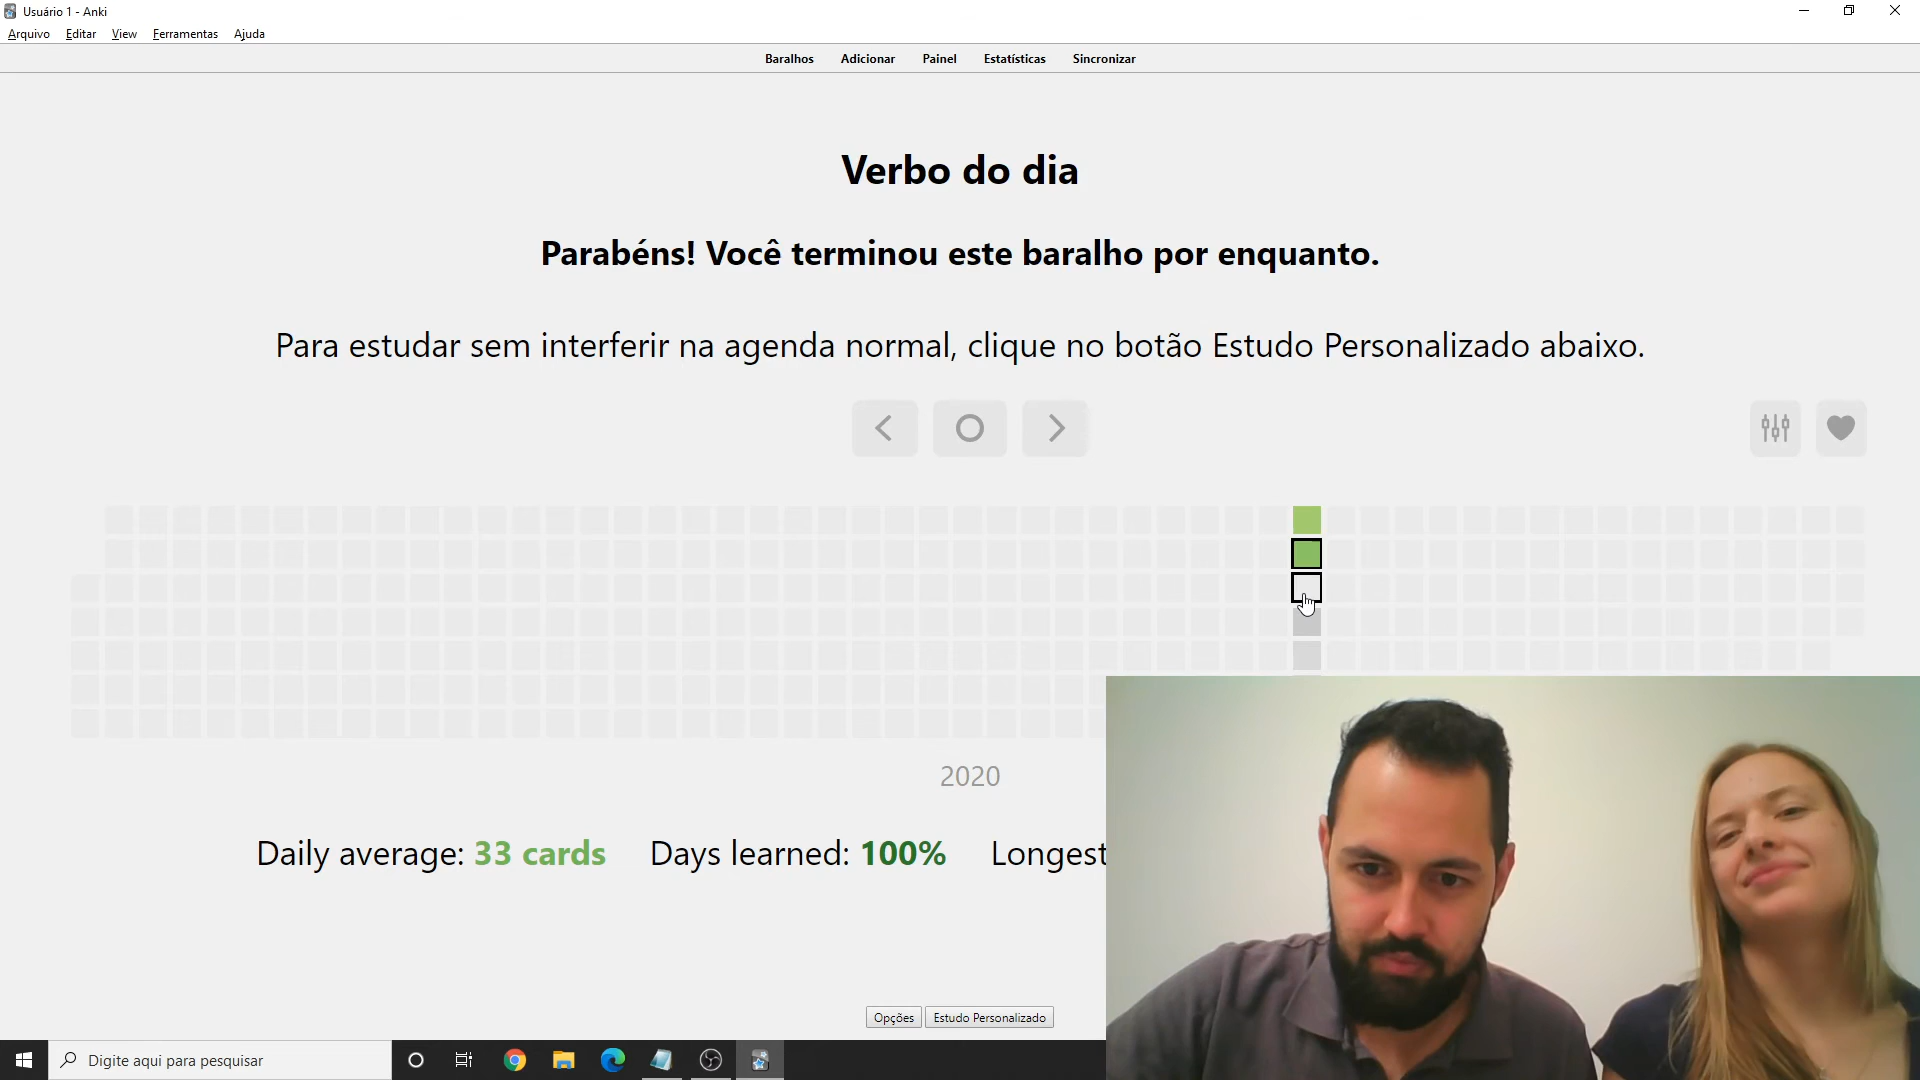 Usuário 1 - Anki
Arquivo Editar View Ferramentas Ajuda
Baralhos Adicionar Painel Estatísticas Sincronizar
Verbo do dia
Parabéns! Você terminou este baralho por enquanto.
Para estudar sem interferir na agenda normal, clique no botão Estudo Personalizado abaixo.
2020
Daily average: 33 cards Days learned: 100% Longest
Opções Estudo Personalizado
Digite aqui para pesquisar